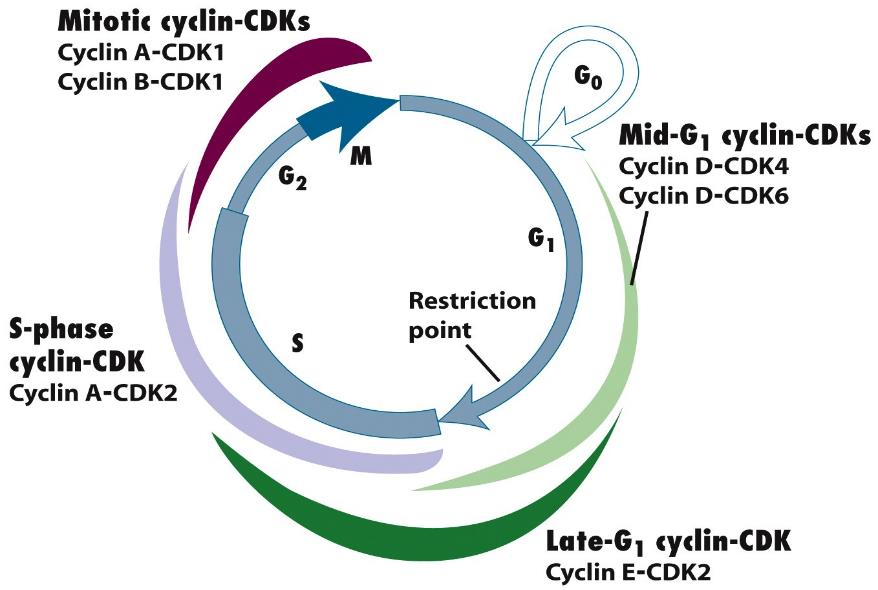 Mitotic cyclin-CDKs
Cyclin A-CDK1
Cyclin B-CDK1
G₀
Mid-G₁ cyclin-CDKs
Cyclin D-CDK4
Cyclin D-CDK6
M
G₂
G₁
Restriction
point
S
S-phase
cyclin-CDK
Cyclin A-CDK2
Late-G₁ cyclin-CDK
Cyclin E-CDK2